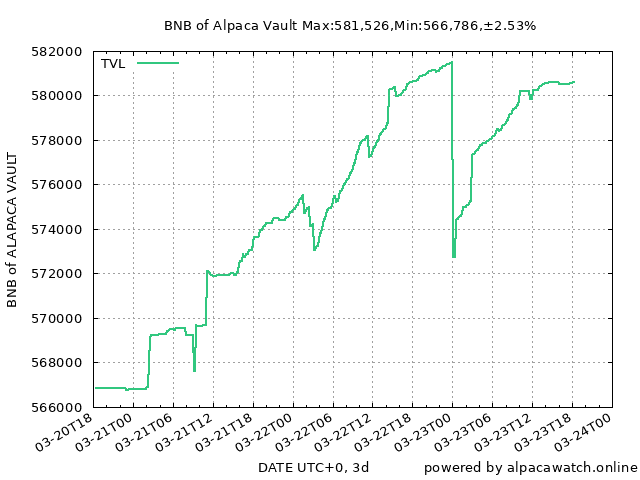 BNB of Alpaca Vault Max:581,526,Min:566,786,±2.53%
TVL
582000
580000
578000
576000
574000
572000
570000
568000
566000
BNB of ALAPACA VAULT
03-20T18
03-21T00
03-21T06
03-21T12
03-21T18
03-22T00
03-22T06
03-22T12
03-22T18
03-23T00
03-23T06
03-23T12
03-23T18
03-24T00
DATE UTC+0, 3d
powered by alpacawatch.online